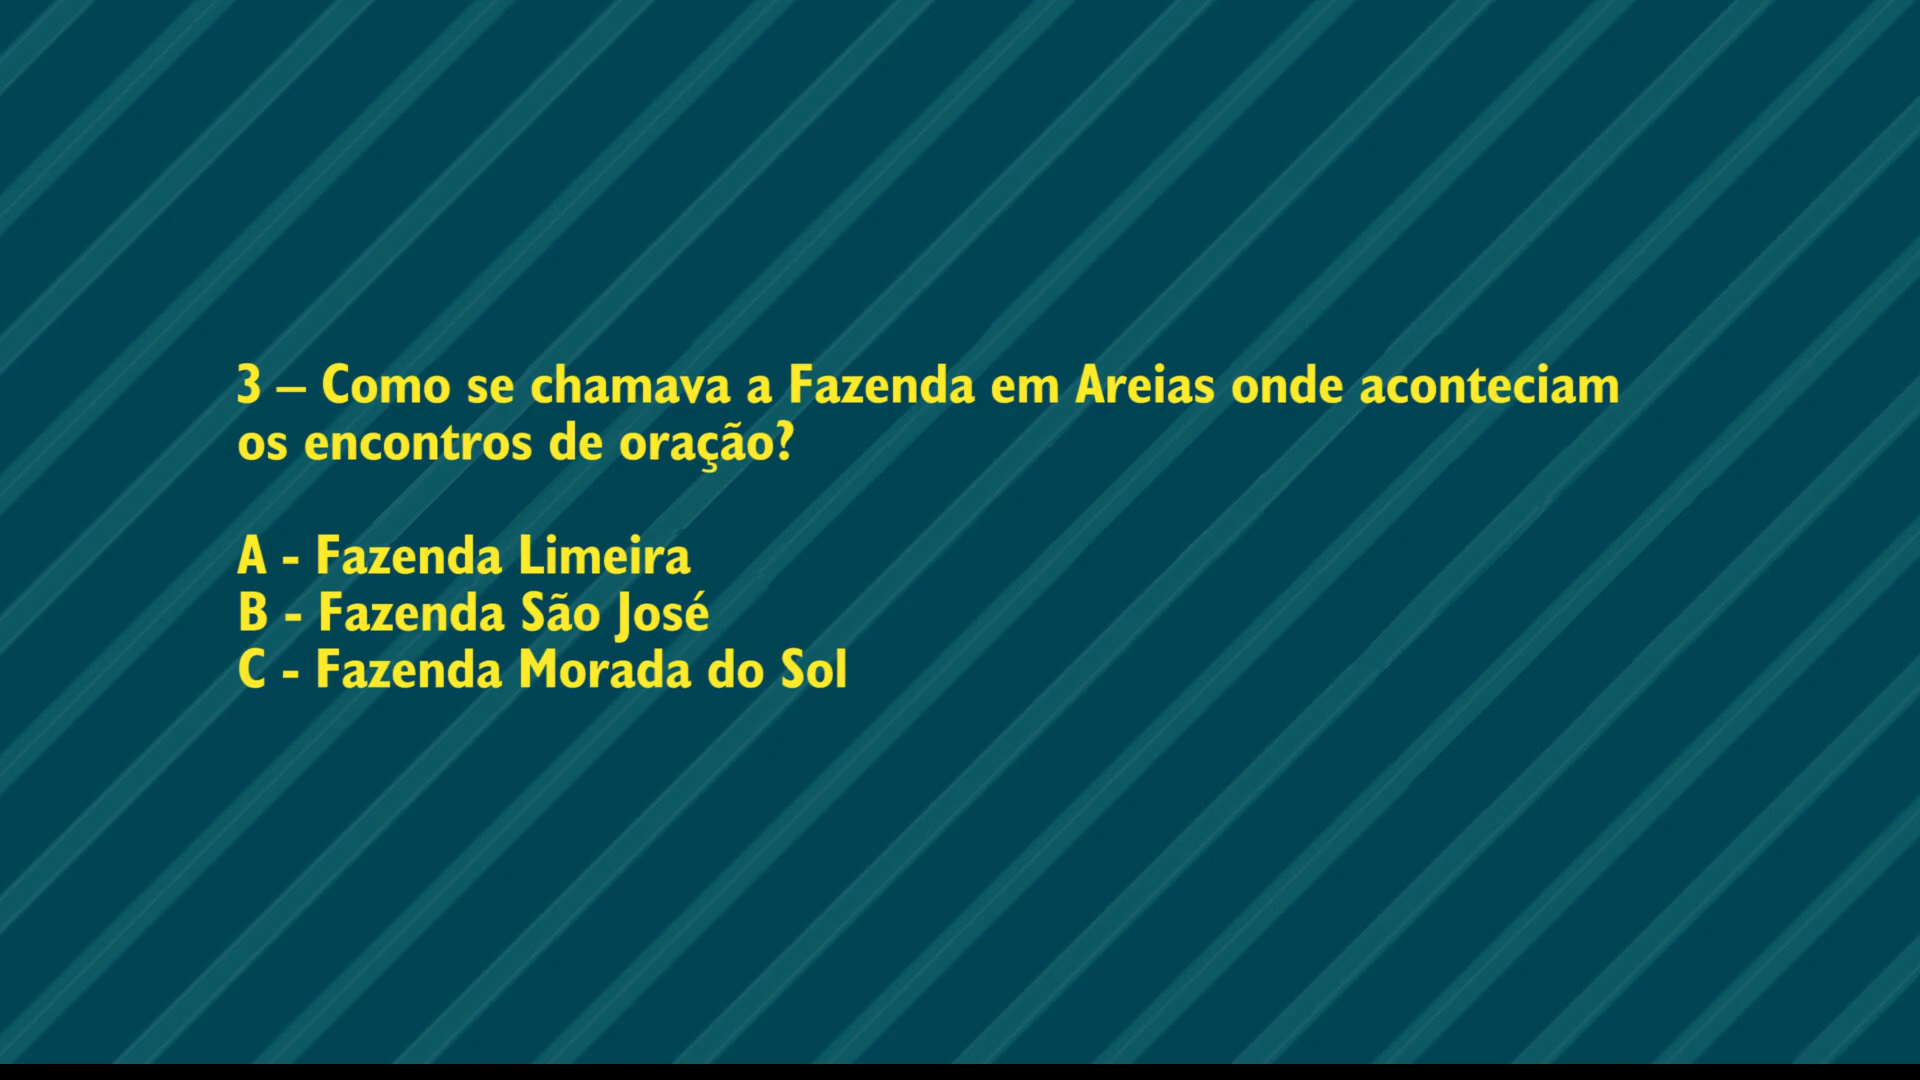 3 – Como se chamava a Fazenda em Areias onde aconteciam
os encontros de oração?
A - Fazenda Limeira
B - Fazenda São José
C - Fazenda Morada do Sol